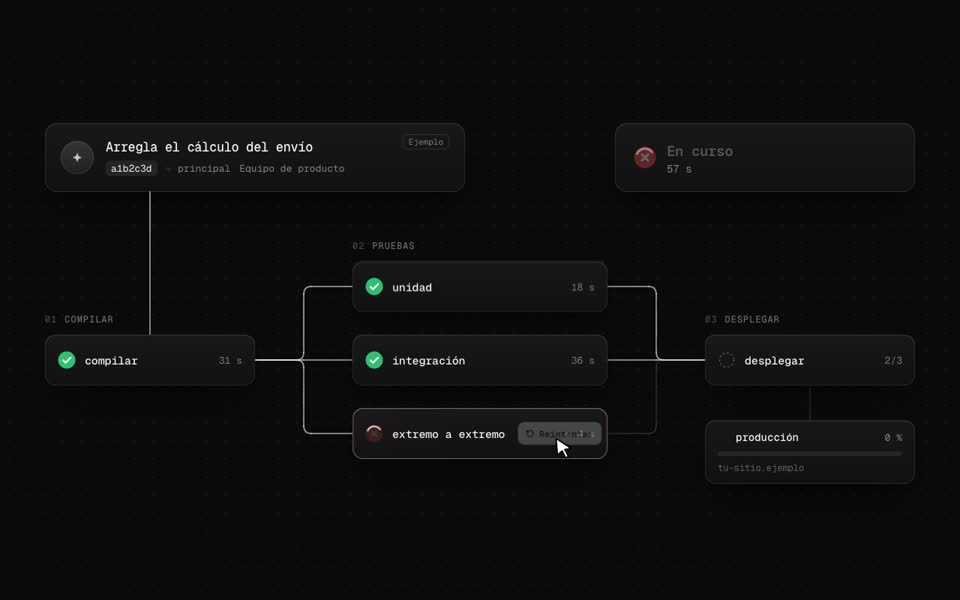 Arregla el cálculo del envío
Ejemplo
a1b2c3d principal Equipo de producto
En curso
57 s
02 PRUEBAS
unidad 18 s
01 COMPILAR
compilar 31 s
integración 36 s
03 DESPLEGAR
desplegar 2/3
extremo a extremo
producción 0 %
tu-sitio.ejemplo